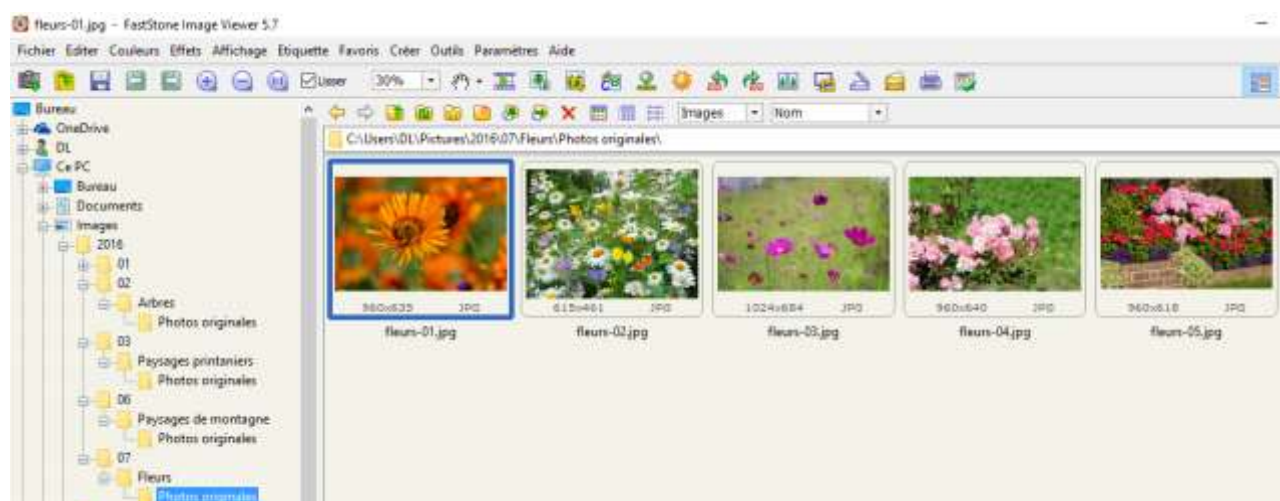 fleurs-01.jpg - FastStone Image Viewer 5.7
Fichier Editer Couleurs Effets Affichage Etiquette Favoris Créer Outils Paramètres Aide
Lisser 30%
Images Nom
C:\Users\DL\Pictures\2016\07\Fleurs\Photos originales\
Bureau
OneDrive
DL
Ce PC
Bureau
Documents
Images
2016
01
02
Arbres
Photos originales
03
Paysages printaniers
Photos originales
06
Paysages de montagne
Photos originales
07
Fleurs
Photos originales
960x635 JPG
fleurs-01.jpg
615x461 JPG
fleurs-02.jpg
1024x684 JPG
fleurs-03.jpg
960x640 JPG
fleurs-04.jpg
960x618 JPG
fleurs-05.jpg